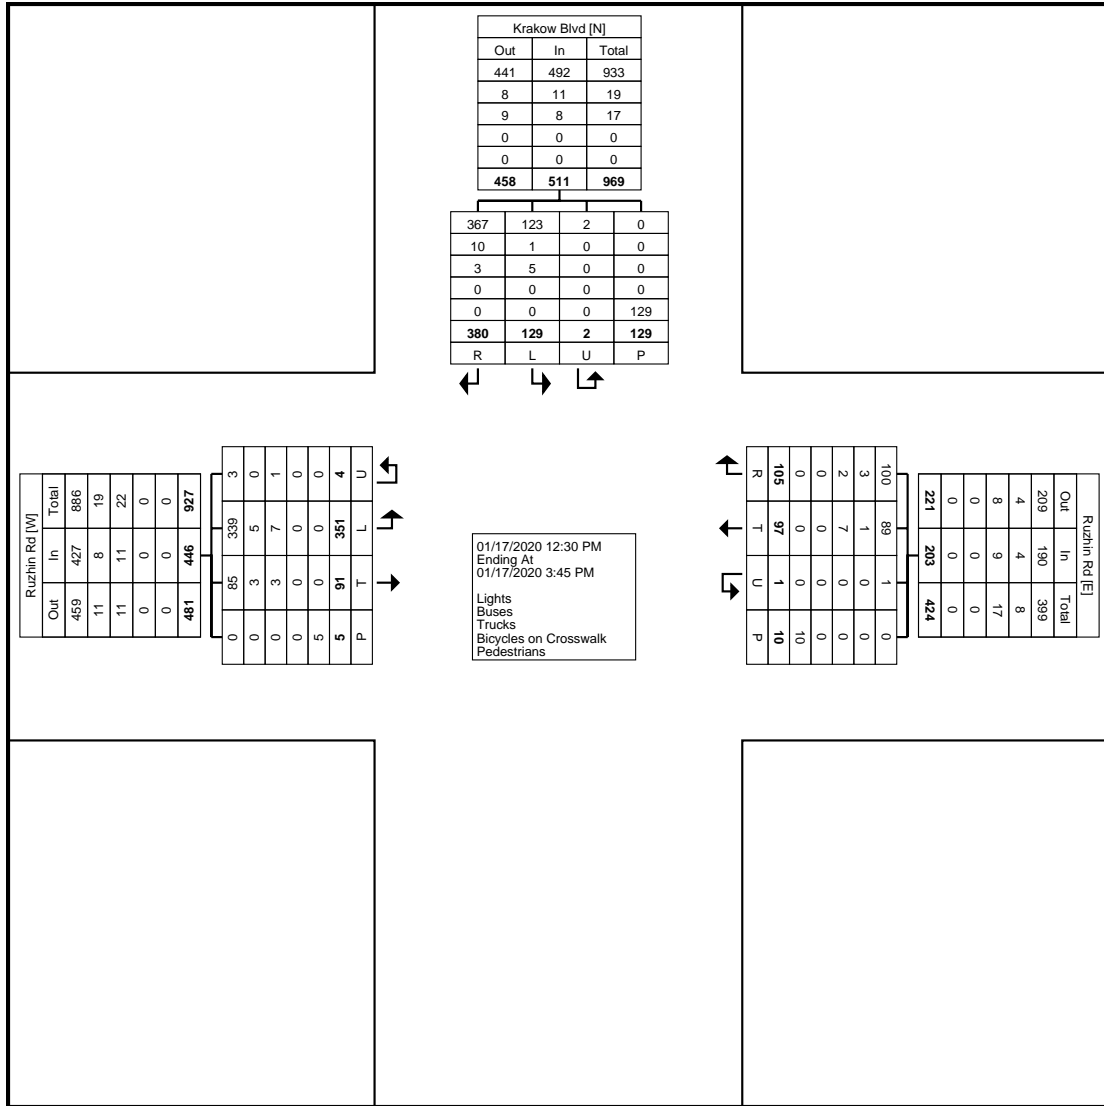 Krakow Blvd [N]
Out In Total
441 492 933
8 11 19
9 8 17
0 0 0
0 0 0
458 511 969
367 123 2 0
10 1 0 0
3 5 0 0
0 0 0 0
0 0 0 129
380 129 2 129
R L U P
Ruzhin Rd [W]
Total In Out
886 427 459
19 8 11
22 11 11
0 0 0
0 0 0
927 446 481
3 339 85 0
0 5 3 0
1 7 3 0
0 0 0 0
0 0 0 5
4 351 91 5
U L T P
01/17/2020 12:30 PM
Ending At
01/17/2020 3:45 PM
Lights
Buses
Trucks
Bicycles on Crosswalk
Pedestrians
Ruzhin Rd [E]
Out In Total
209 190 399
4 4 8
8 9 17
0 0 0
0 0 0
221 203 424
100 89 1 0
3 1 0 0
2 7 0 0
0 0 0 0
0 0 0 10
105 97 1 10
R T U P